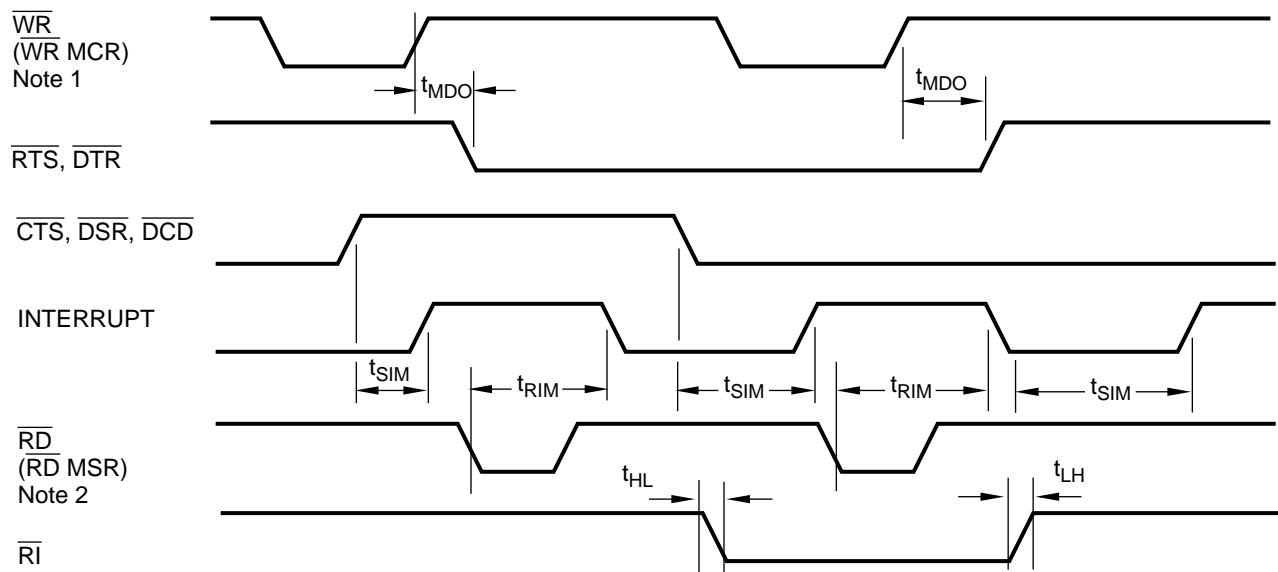 WR
(WR MCR)
Note 1
tMDO
tMDO
RTS, DTR
CTS, DSR, DCD
INTERRUPT
tSIM
tRIM
tSIM
tRIM
tSIM
RD
(RD MSR)
Note 2
tHL
tLH
RI